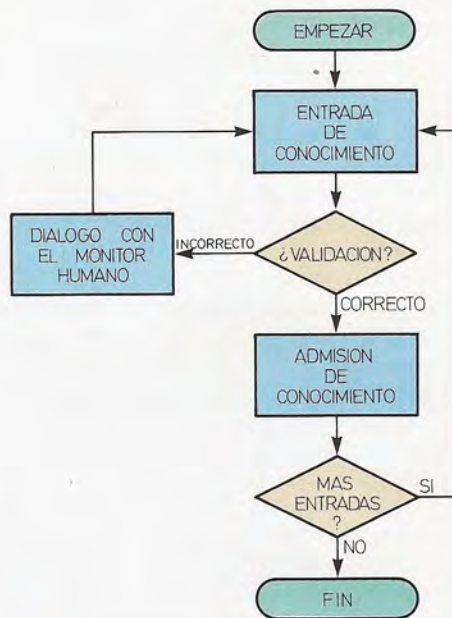 EMPEZAR
ENTRADA
DE
CONOCIMIENTO
DIALOGO CON
EL MONITOR
HUMANO
INCORRECTO
¿VALIDACION?
CORRECTO
ADMISION
DE
CONOCIMIENTO
MAS
ENTRADAS
?
SI
NO
FIN